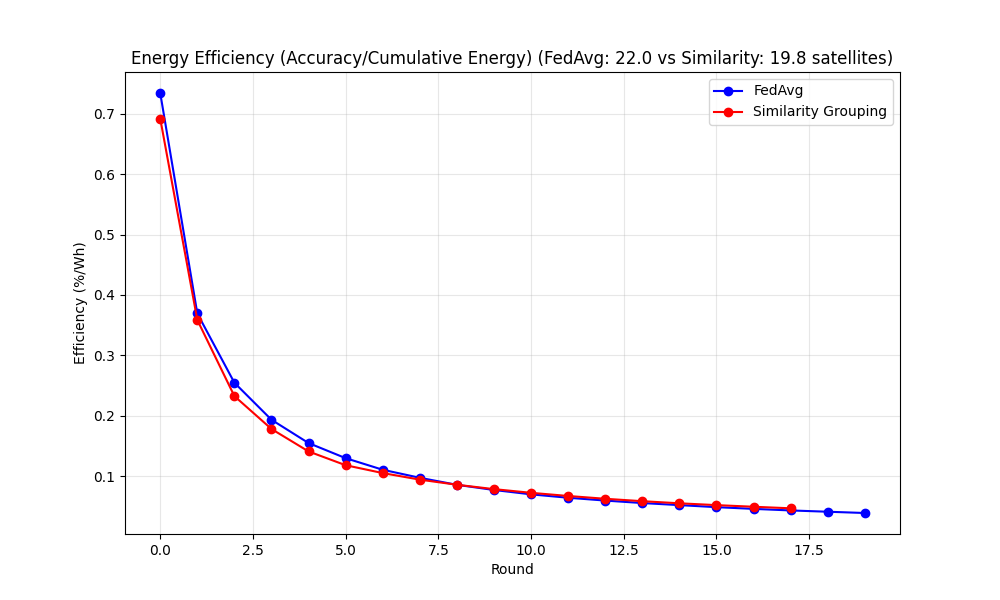 Energy Efficiency (Accuracy/Cumulative Energy) (FedAvg: 22.0 vs Similarity: 19.8 satellites)
FedAvg
Similarity Grouping
Efficiency (%/Wh)
0.7
0.6
0.5
0.4
0.3
0.2
0.1
0.0 2.5 5.0 7.5 10.0 12.5 15.0 17.5
Round